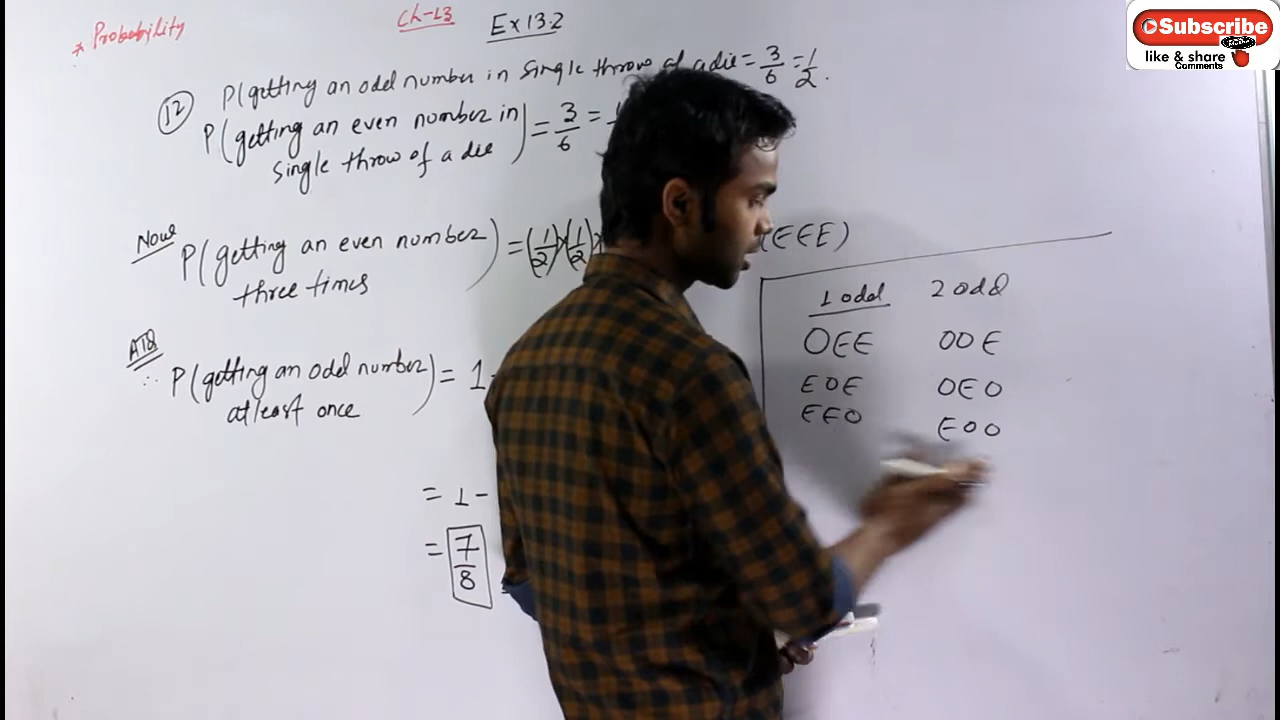 * Probability
Ch-13
Ex 13.2
Subscribe
like & share
Comments
12 P(getting an odd number in single throw of a die = 3/6 = 1/2.
P(getting an even number in single throw of a die) = 3/6 =
Now P(getting an even number three times) = (1/2)×(1/2)×
(EEE)
1 odd 2 odd
OEE OOE
EOE OEO
EEO EOO
ATQ
∴ P(getting an odd number atleast once) = 1-
= 1 -
= 7/8